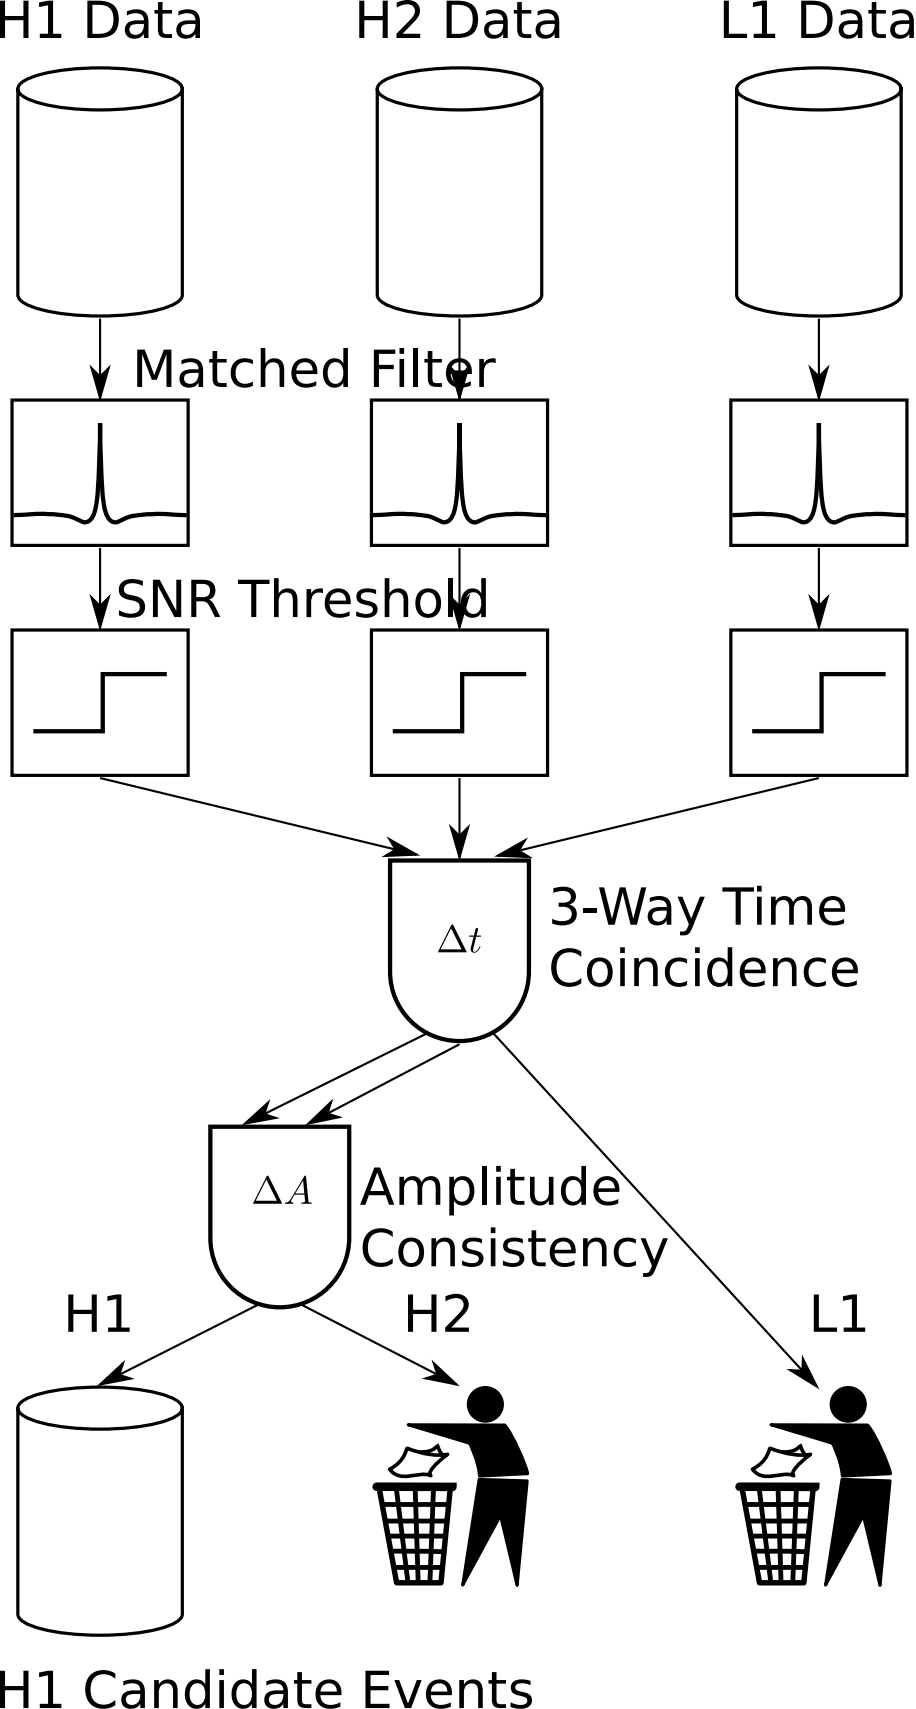 H1 Data
H2 Data
L1 Data
Matched Filter
SNR Threshold
Δt
3-Way Time
Coincidence
ΔA
Amplitude
Consistency
H1
H2
L1
H1 Candidate Events